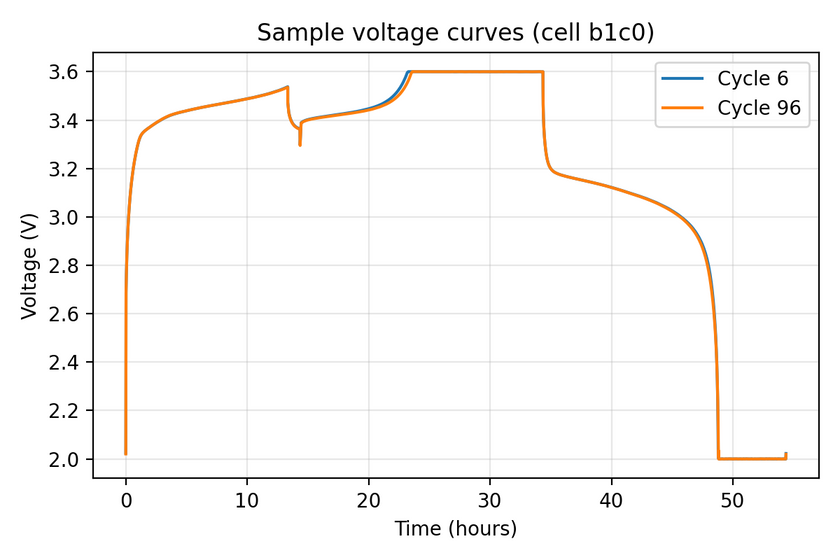 Sample voltage curves (cell b1c0)
3.6
3.4
3.2
3.0
2.8
2.6
2.4
2.2
2.0
Voltage (V)
Cycle 6
Cycle 96
0 10 20 30 40 50
Time (hours)